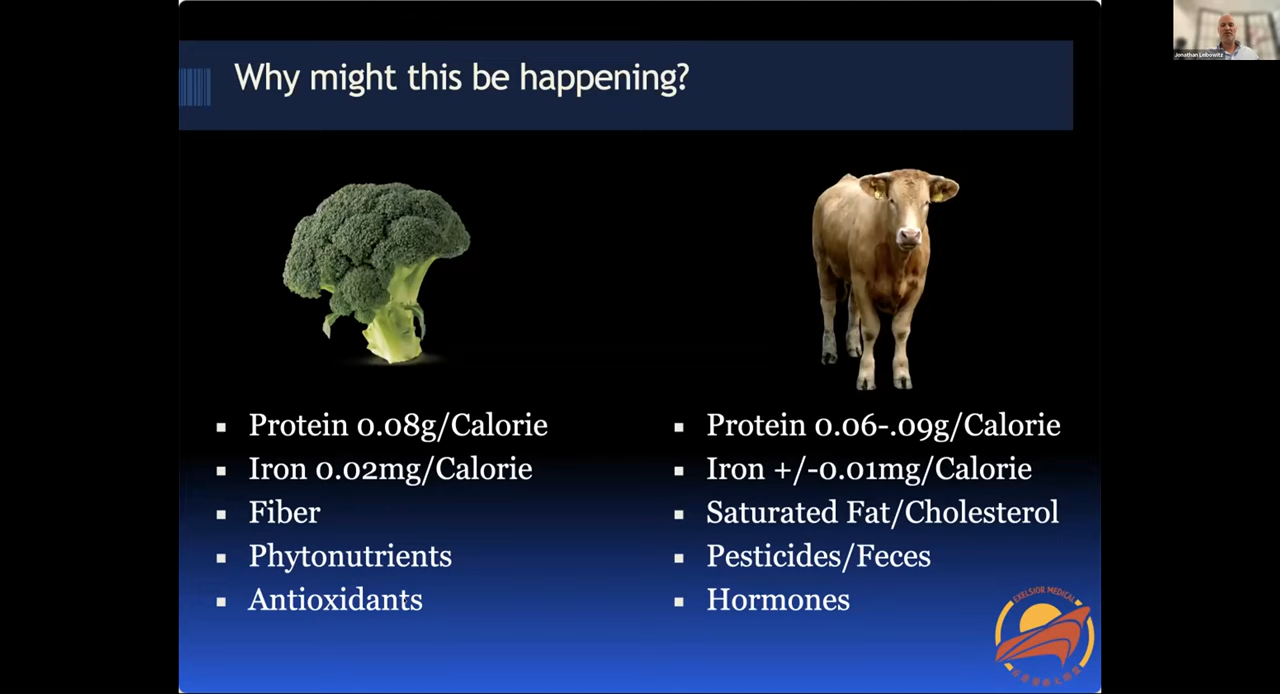 Why might this be happening?
Jonathan Leibowitz
Protein 0.08g/Calorie
Iron 0.02mg/Calorie
Fiber
Phytonutrients
Antioxidants
Protein 0.06-.09g/Calorie
Iron +/-0.01mg/Calorie
Saturated Fat/Cholesterol
Pesticides/Feces
Hormones
EXELSIOR MEDICAL